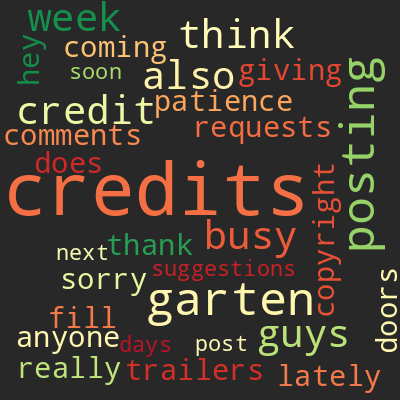 week
think
hey
coming
soon
also
giving
posting
credit
patience
comments
requests
does
credits
copyright
busy
thank
next
suggestions
sorry
garten
doors
fill
guys
anyone
days
post
really
trailers
lately